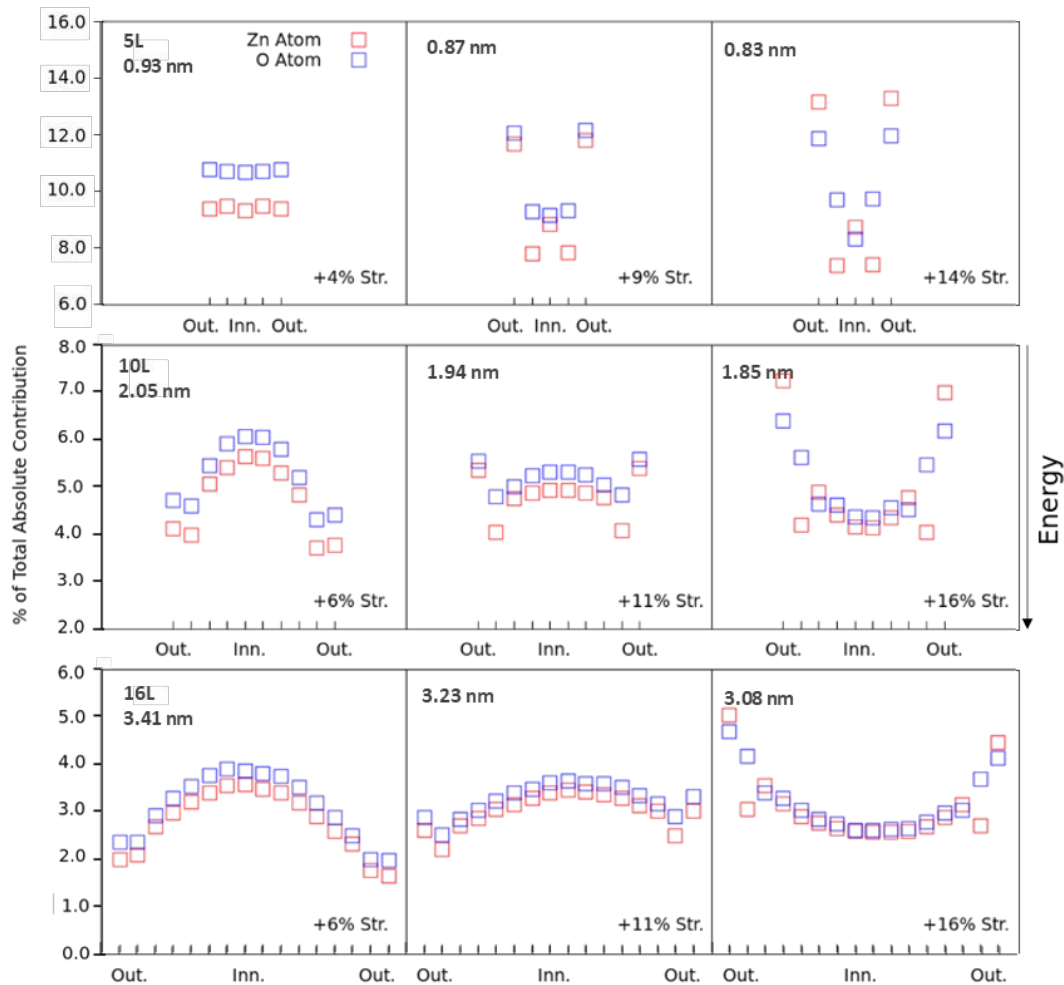 16.0
14.0
12.0
10.0
8.0
6.0
5L
0.93 nm
Zn Atom
O Atom
+4% Str.
0.87 nm
+9% Str.
0.83 nm
+14% Str.
Out. Inn. Out.
Out. Inn. Out.
Out. Inn. Out.
% of Total Absolute Contribution
8.0
7.0
6.0
5.0
4.0
3.0
2.0
10L
2.05 nm
+6% Str.
1.94 nm
+11% Str.
1.85 nm
+16% Str.
Energy
Out. Inn. Out.
Out. Inn. Out.
Out. Inn. Out.
6.0
5.0
4.0
3.0
2.0
1.0
0.0
16L
3.41 nm
+6% Str.
3.23 nm
+11% Str.
3.08 nm
+16% Str.
Out. Inn. Out.
Out. Inn. Out.
Out. Inn. Out.